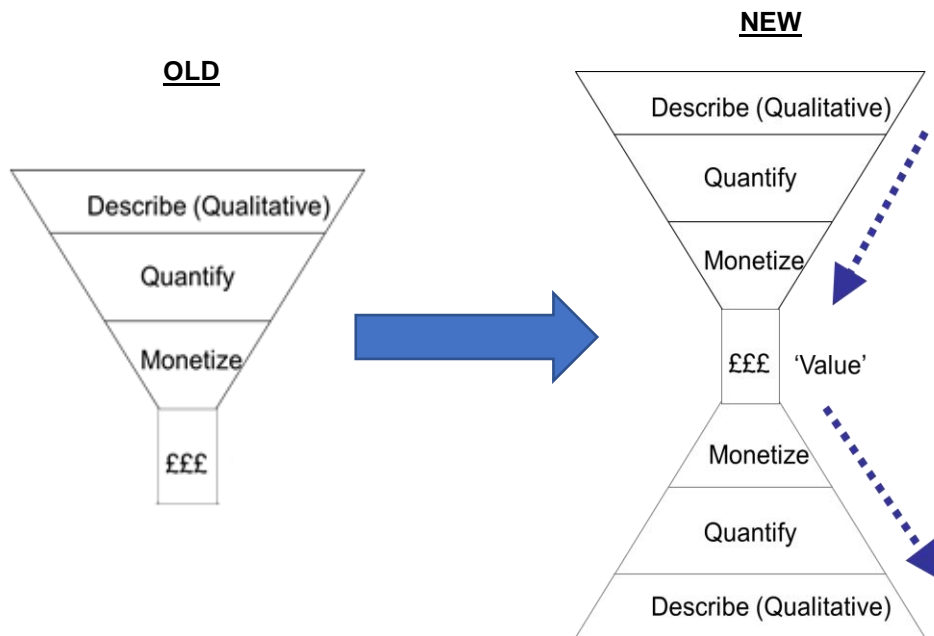 OLD
Describe (Qualitative)
Quantify
Monetize
£££
NEW
Describe (Qualitative)
Quantify
Monetize
£££ 'Value'
Monetize
Quantify
Describe (Qualitative)